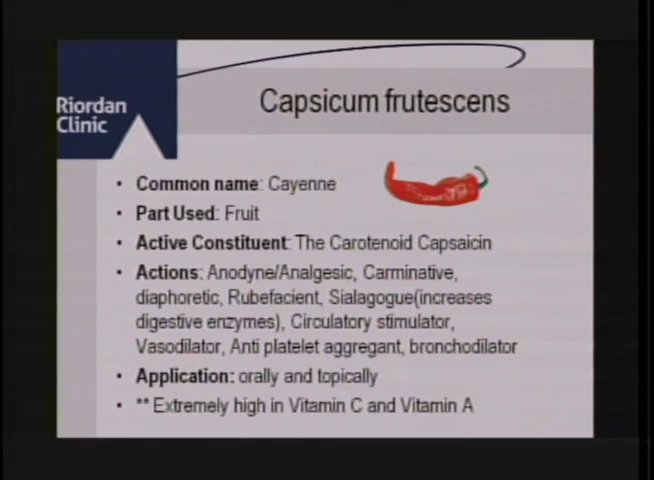 Riordan
Clinic
Capsicum frutescens
• Common name: Cayenne
• Part Used: Fruit
• Active Constituent: The Carotenoid Capsaicin
• Actions: Anodyne/Analgesic, Carminative,
diaphoretic, Rubefacient, Sialagogue(increases
digestive enzymes), Circulatory stimulator,
Vasodilator, Anti platelet aggregant, bronchodilator
• Application: orally and topically
• ** Extremely high in Vitamin C and Vitamin A